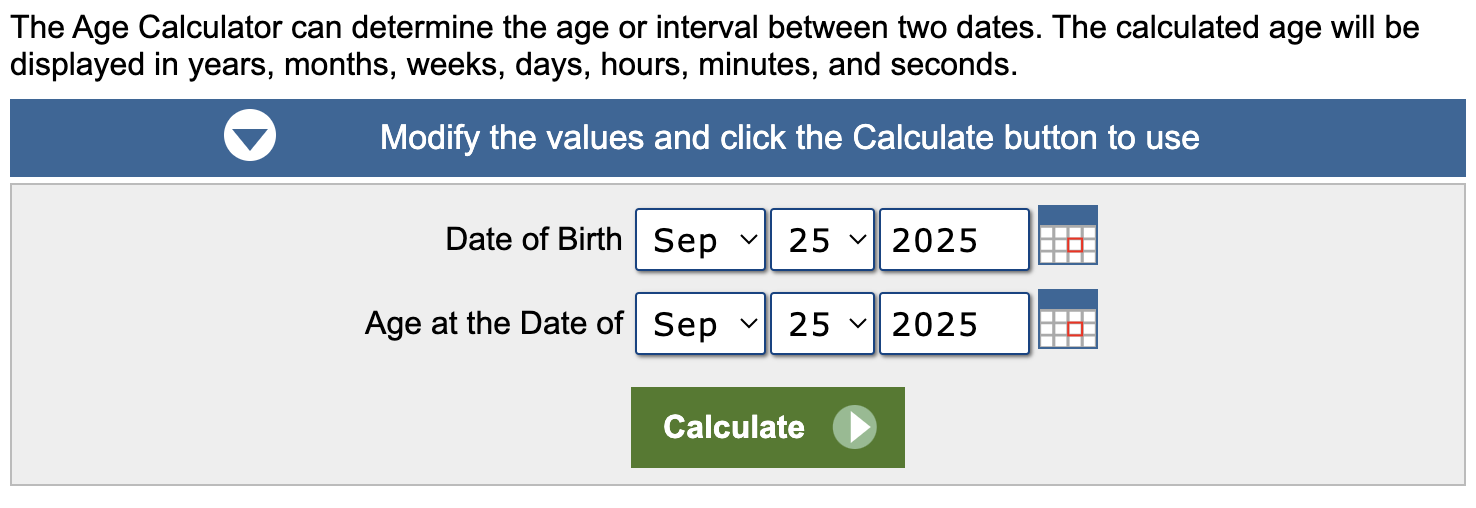 The Age Calculator can determine the age or interval between two dates. The calculated age will be
displayed in years, months, weeks, days, hours, minutes, and seconds.
Modify the values and click the Calculate button to use
Date of Birth Sep 25 2025
Age at the Date of Sep 25 2025
Calculate